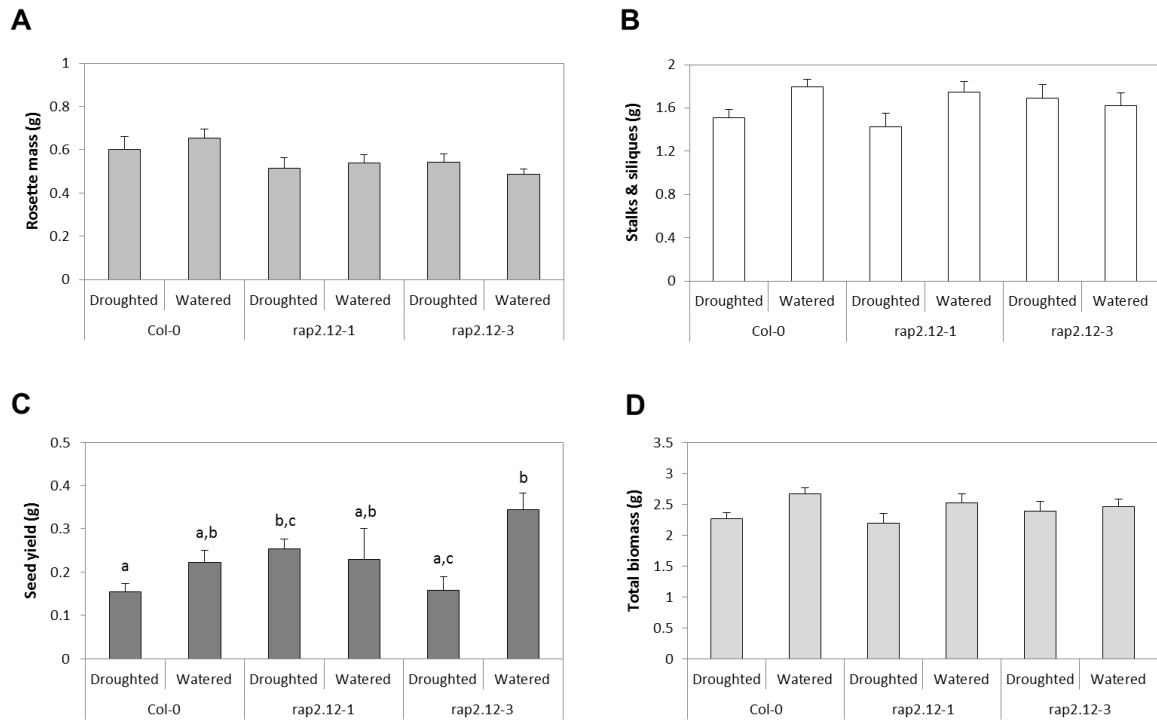 A
Rosette mass (g)
1
0.8
0.6
0.4
0.2
0
Droughted Watered Droughted Watered Droughted Watered
Col-0 rap2.12-1 rap2.12-3
B
Stalks & siliques (g)
2
1.6
1.2
0.8
0.4
0
Droughted Watered Droughted Watered Droughted Watered
Col-0 rap2.12-1 rap2.12-3
C
Seed yield (g)
0.5
0.4
0.3
0.2
0.1
0
a a,b b,c a,b a,c b
Droughted Watered Droughted Watered Droughted Watered
Col-0 rap2.12-1 rap2.12-3
D
Total biomass (g)
3.5
3
2.5
2
1.5
1
0.5
0
Droughted Watered Droughted Watered Droughted Watered
Col-0 rap2.12-1 rap2.12-3